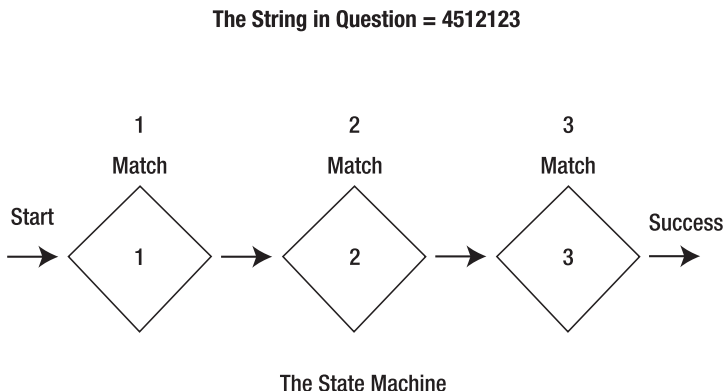 The String in Question = 4512123
1 2 3
Match Match Match
Start
Success
1 2 3
The State Machine